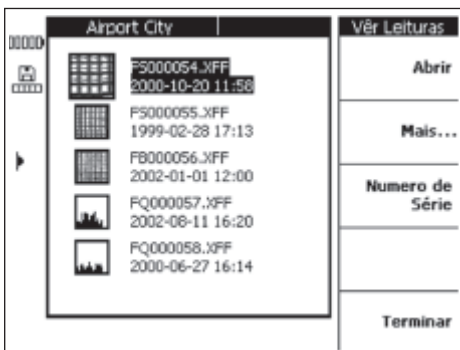 Airport City
Vêr Leituras
FS000054.XFF
2000-10-20 11:58
FS000055.XFF
1999-02-28 17:13
FB000056.XFF
2002-01-01 12:00
FQ000057.XFF
2002-08-11 16:20
FQ000058.XFF
2000-06-27 16:14
Abrir
Mais...
Numero de
Série
Terminar